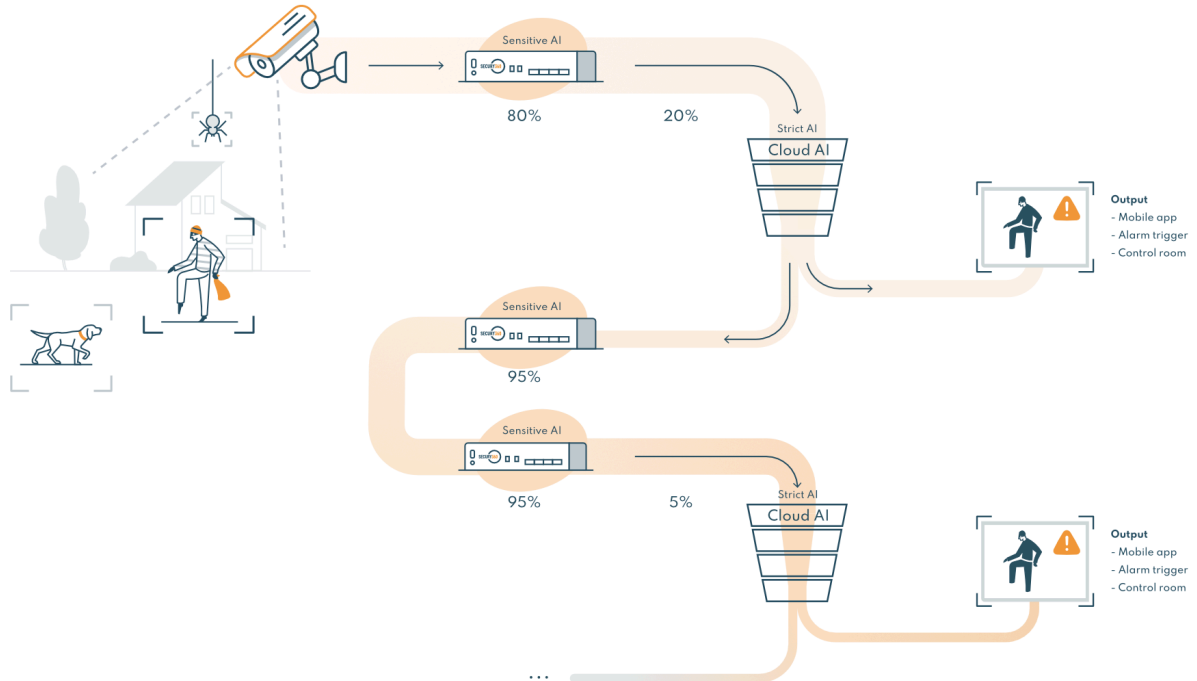 Sensitive AI
80%
20%
Strict AI
Cloud AI
Output
- Mobile app
- Alarm trigger
- Control room
Sensitive AI
95%
Sensitive AI
95%
5%
Strict AI
Cloud AI
Output
- Mobile app
- Alarm trigger
- Control room
...